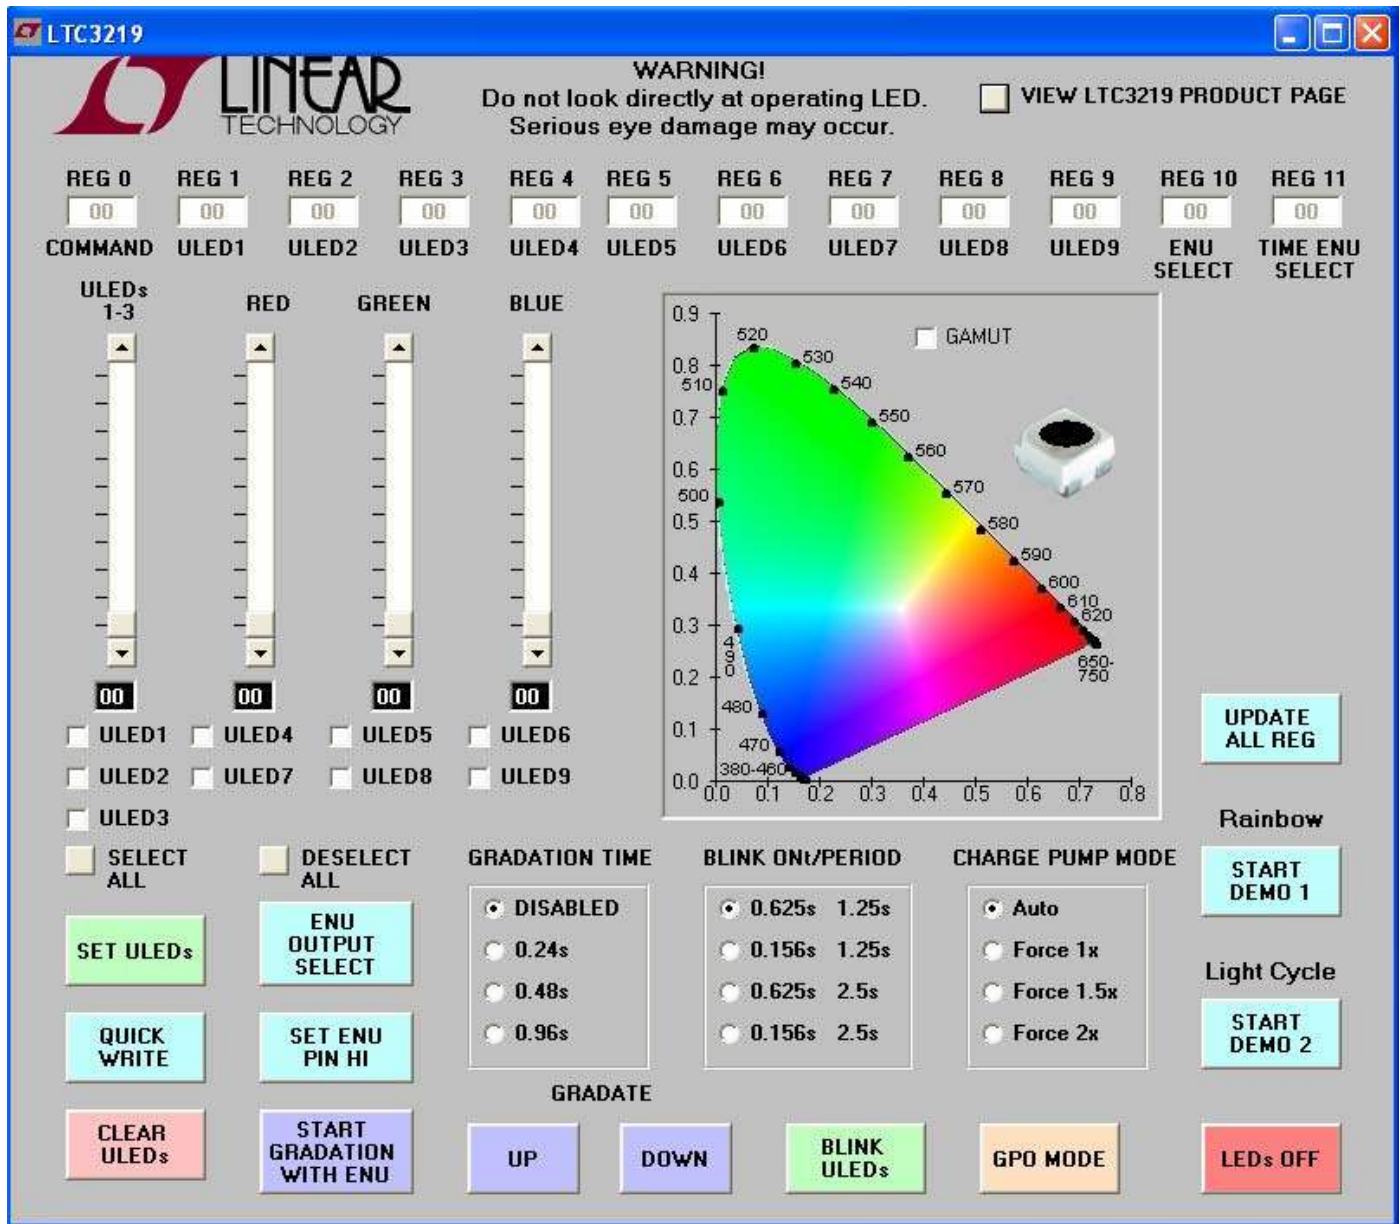 LTC3219
LINEAR
TECHNOLOGY
WARNING!
Do not look directly at operating LED.
Serious eye damage may occur.
VIEW LTC3219 PRODUCT PAGE
REG 0 REG 1 REG 2 REG 3 REG 4 REG 5 REG 6 REG 7 REG 8 REG 9 REG 10 REG 11
00 00 00 00 00 00 00 00 00 00 00 00
COMMAND ULED1 ULED2 ULED3 ULED4 ULED5 ULED6 ULED7 ULED8 ULED9 ENU TIME ENU
SELECT SELECT
ULEDs
1-3 RED GREEN BLUE
0.9
520
GAMUT
530
0.8
510
540
0.7
550
560
0.6
570
500
0.5
580
590
0.4
600
610
620
0.3
490
650-
750
0.2
480
0.1
470
380-460
0.0
0.0 0.1 0.2 0.3 0.4 0.5 0.6 0.7 0.8
00 00 00 00
ULED1 ULED4 ULED5 ULED6
ULED2 ULED7 ULED8 ULED9
ULED3
SELECT
ALL
DESELECT
ALL
UPDATE
ALL REG
Rainbow
START
DEMO 1
Light Cycle
START
DEMO 2
GRADATION TIME
DISABLED
0.24s
0.48s
0.96s
BLINK ONt/PERIOD
0.625s 1.25s
0.156s 1.25s
0.625s 2.5s
0.156s 2.5s
CHARGE PUMP MODE
Auto
Force 1x
Force 1.5x
Force 2x
SET ULEDs
ENU
OUTPUT
SELECT
QUICK
WRITE
SET ENU
PIN HI
CLEAR
ULEDs
START
GRADATION
WITH ENU
GRADATE
UP
DOWN
BLINK
ULEDs
GPO MODE
LEDs OFF